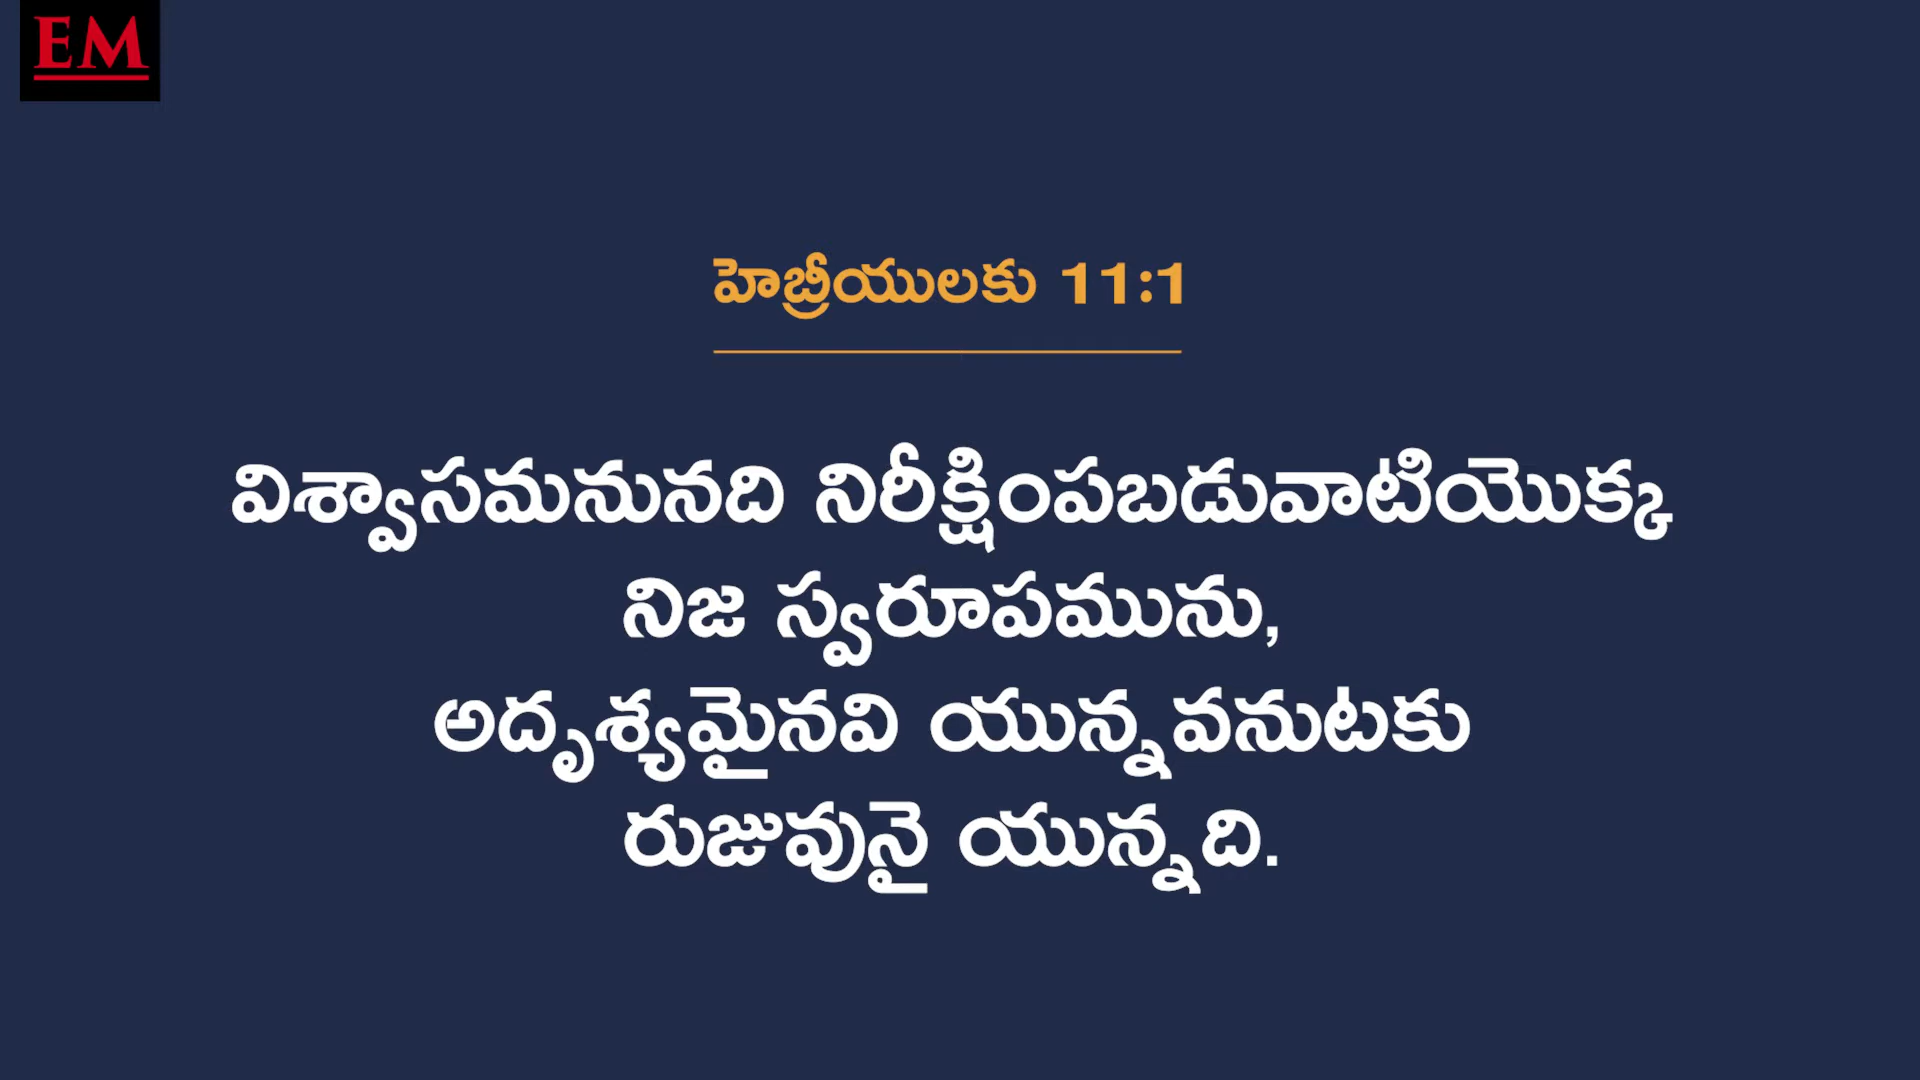 EM
హెబ్రీయులకు 11:1
విశ్వాసమనునది నిరీక్షింపబడువాటియొక్క
నిజ స్వరూపమును,
అదృశ్యమైనవి యున్నవనుటకు
రుజువునై యున్నది.